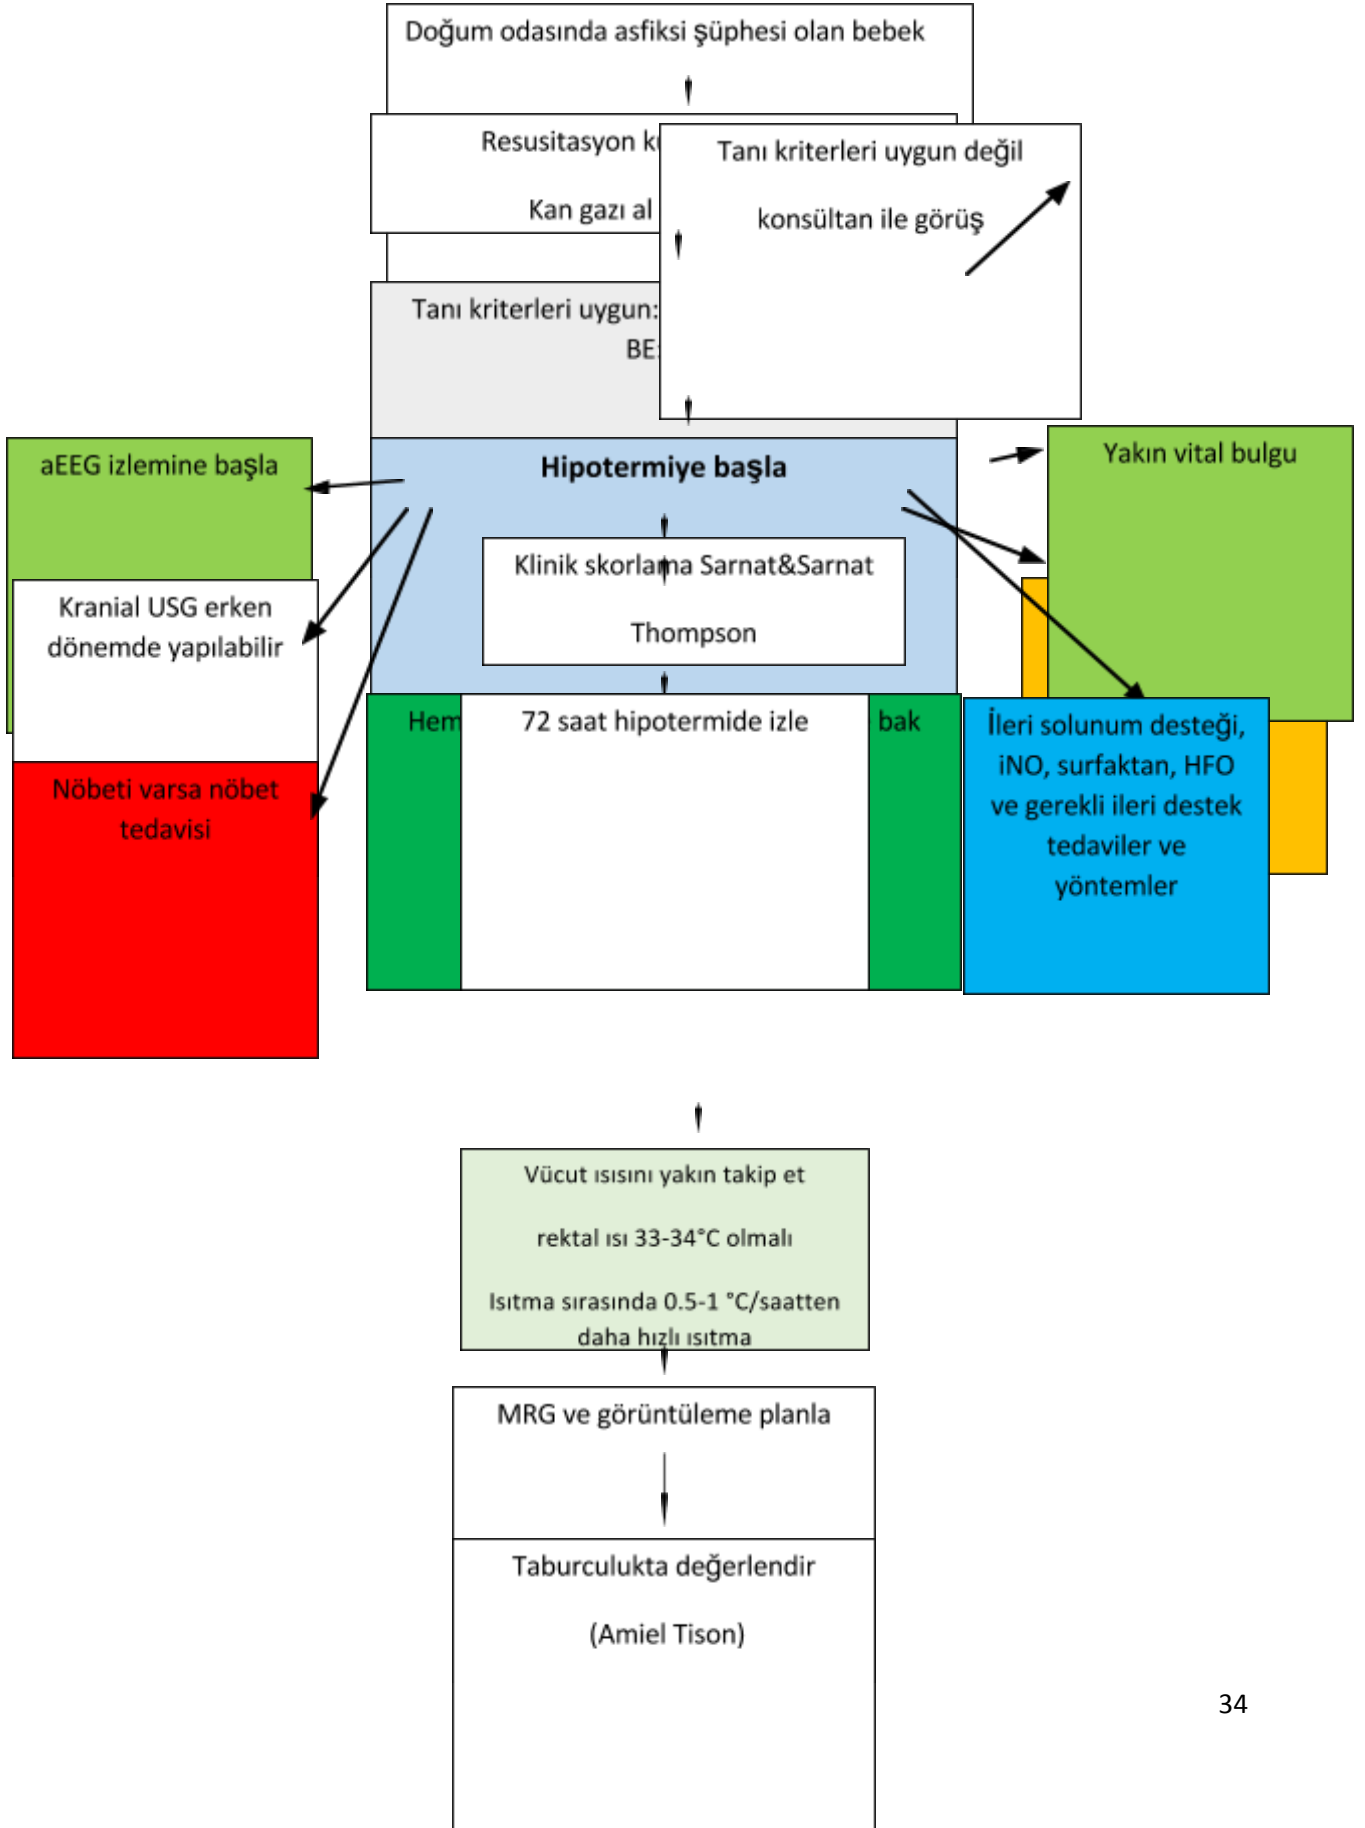 Doğum odasında asfiksi şüphesi olan bebek
Resusitasyon
Kan gazı al
Tanı kriterleri uygun değil
konsültan ile görüş
Tanı kriterleri uygun:
BE
aEEG izlemine başla
Hipotermiye başla
Yakın vital bulgu
Klinik skorlama Sarnat&Sarnat
Thompson
Kranial USG erken
dönemde yapılabilir
72 saat hipotermide izle
bak
İleri solunum desteği,
iNO, surfaktan, HFO
ve gerekli ileri destek
tedaviler ve
yöntemler
Nöbeti varsa nöbet
tedavisi
Vücut ısısını yakın takip et
rektal ısı 33-34°C olmalı
Isıtma sırasında 0.5-1 °C/saatten
daha hızlı ısıtma
MRG ve görüntüleme planla
Taburculukta değerlendir
(Amiel Tison)
34